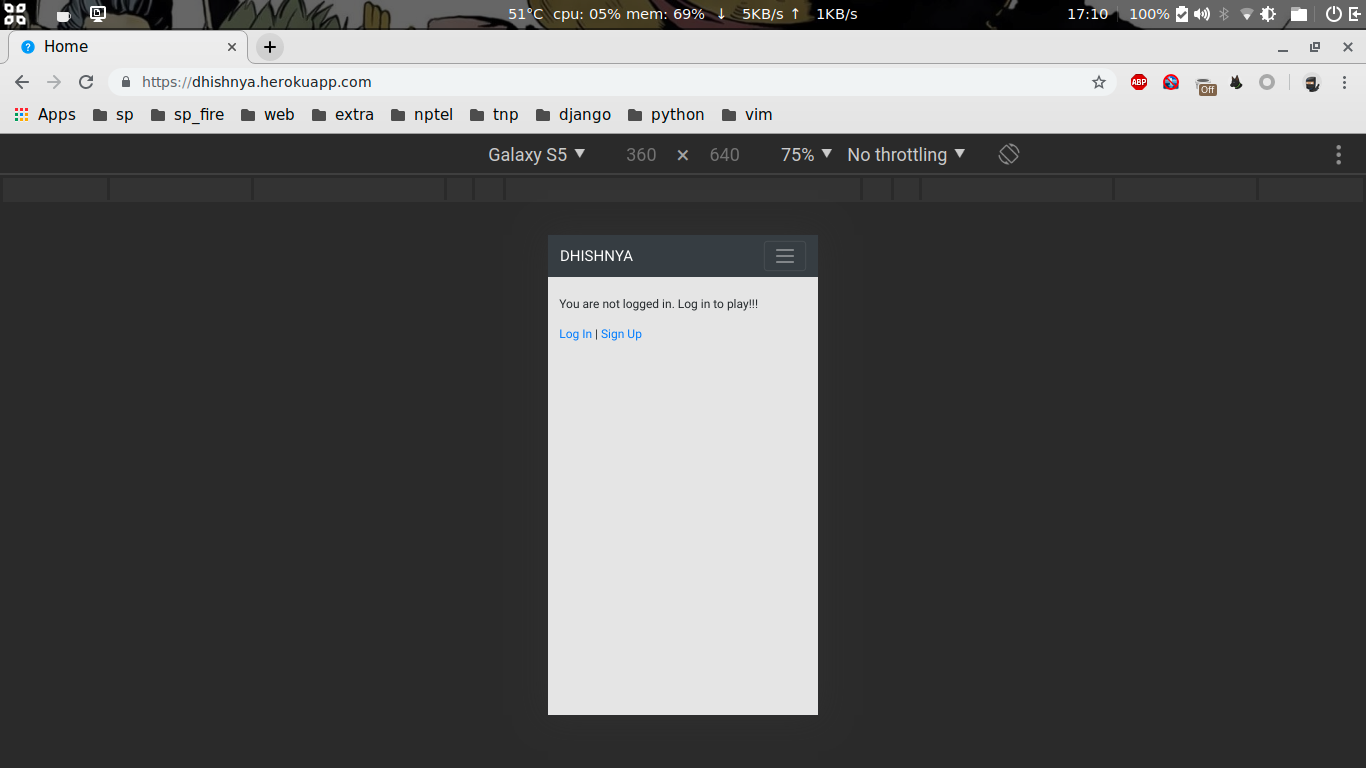 51°C cpu: 05% mem: 69% ↓ 5KB/s ↑ 1KB/s 17:10 100%
Home
https://dhishnya.herokuapp.com ABP Off
Apps sp sp_fire web extra nptel tnp django python vim
Galaxy S5 360 × 640 75% No throttling
DHISHNYA
You are not logged in. Log in to play!!!
Log In | Sign Up